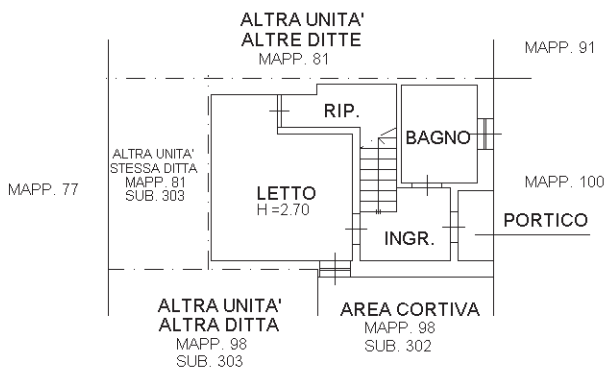 ALTRA UNITA'
ALTRE DITTE
MAPP. 81
MAPP. 91
RIP.
BAGNO
ALTRA UNITA'
STESSA DITTA
MAPP. 81
SUB. 303
MAPP. 77
LETTO
H =2.70
MAPP. 100
PORTICO
INGR.
ALTRA UNITA'
ALTRA DITTA
MAPP. 98
SUB. 303
AREA CORTIVA
MAPP. 98
SUB. 302